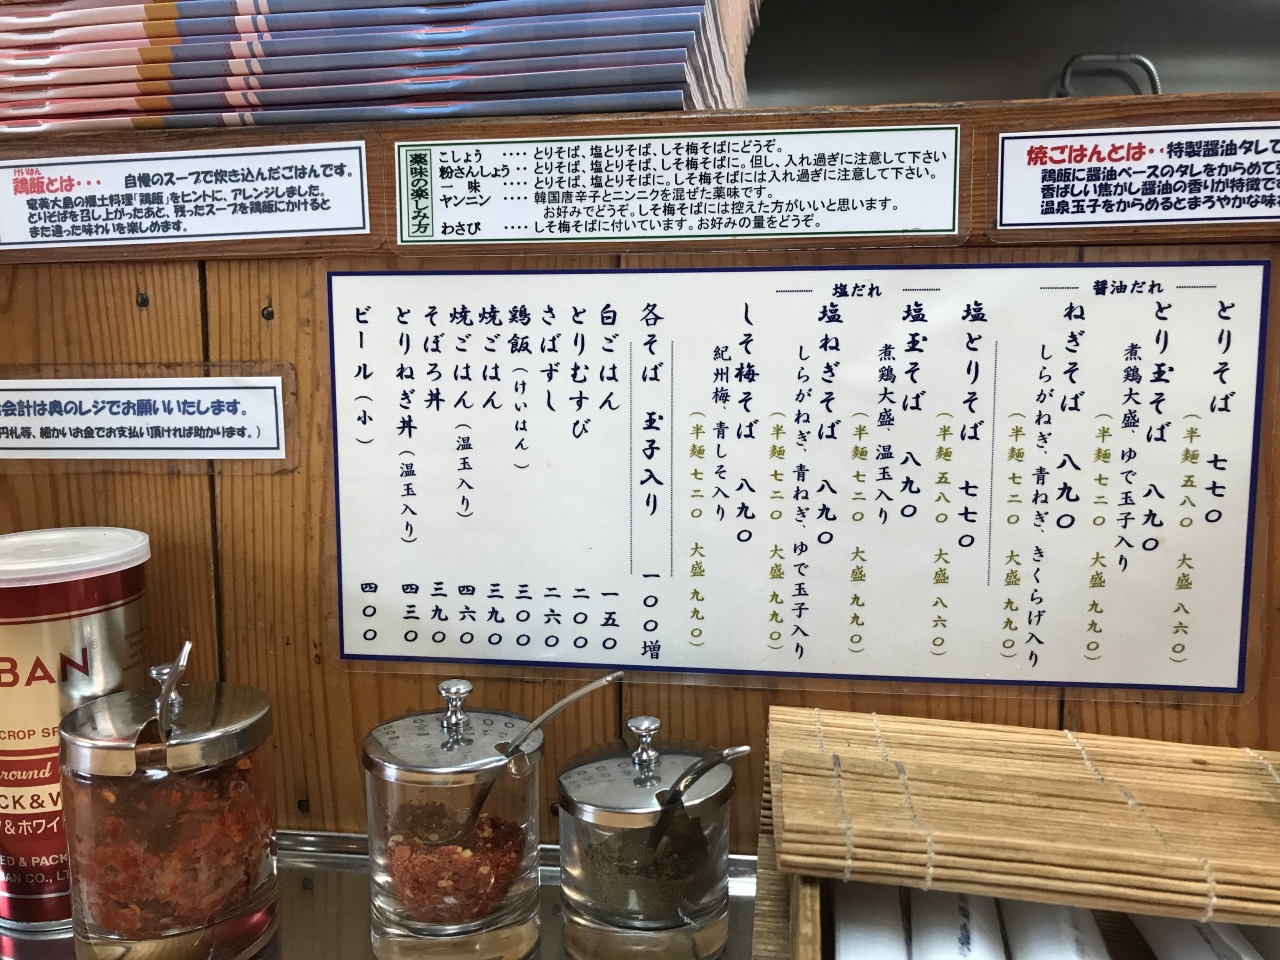 鶏飯とは・・・ 自慢のスープで炊き込んだごはんです。
けいはん
奄美大島の郷土料理「鶏飯」をヒントに、アレンジしました。
とりそばを召し上がったあと、残ったスープを鶏飯にかけると
また違った味わいを楽しめます。
薬味の楽しみ方
こしょう ‥‥ とりそば、塩とりそば、しそ梅そばにどうぞ。
粉さんしょう ‥‥ とりそば、塩とりそば、しそ梅そばに。但し、入れ過ぎに注意して下さい
一味 ‥‥ とりそば、塩とりそばに。しそ梅そばには入れ過ぎに注意して下さい。
ヤンニン ‥‥ 韓国唐辛子とニンニクを混ぜた薬味です。
お好みでどうぞ。しそ梅そばには控えた方がいいと思います。
わさび ‥‥ しそ梅そばに付いています。お好みの量をどうぞ。
焼ごはんとは・・特製醤油タレで
鶏飯に醤油ベースのタレをからめて
香ばしい焦がし醤油の香りが特徴で
温泉玉子をからめるとまろやかな味
会計は奥のレジでお願いいたします。
円札等、細かいお金でお支払い頂ければ助かります。)
醤油だれ
とりそば 七七〇
(半麺 五八〇 大盛 八六〇)
とり玉そば 八九〇
煮鶏大盛、ゆで玉子入り
(半麺 七二〇 大盛 九九〇)
ねぎそば 八九〇
しらがねぎ、青ねぎ、きくらげ入り
(半麺 七二〇 大盛 九九〇)
塩だれ
塩とりそば 七七〇
(半麺 五八〇 大盛 八六〇)
塩玉そば 八九〇
煮鶏大盛、温玉入り
(半麺 七二〇 大盛 九九〇)
塩ねぎそば 八九〇
しらがねぎ、青ねぎ、ゆで玉子入り
(半麺 七二〇 大盛 九九〇)
しそ梅そば 八九〇
紀州梅、青しそ入り
(半麺 七二〇 大盛 九九〇)
各そば 玉子入り 一〇〇増
白ごはん 一五〇
とりむすび 二〇〇
さばずし 二六〇
鶏飯(けいはん) 三〇〇
焼ごはん 三九〇
焼ごはん(温玉入り) 四六〇
そぼろ丼 三九〇
とりねぎ丼(温玉入り) 四三〇
ビール(小) 四〇〇
BAN
CROP
round
CK & W
&ホワイ
ED & PACK
BAN CO., LT